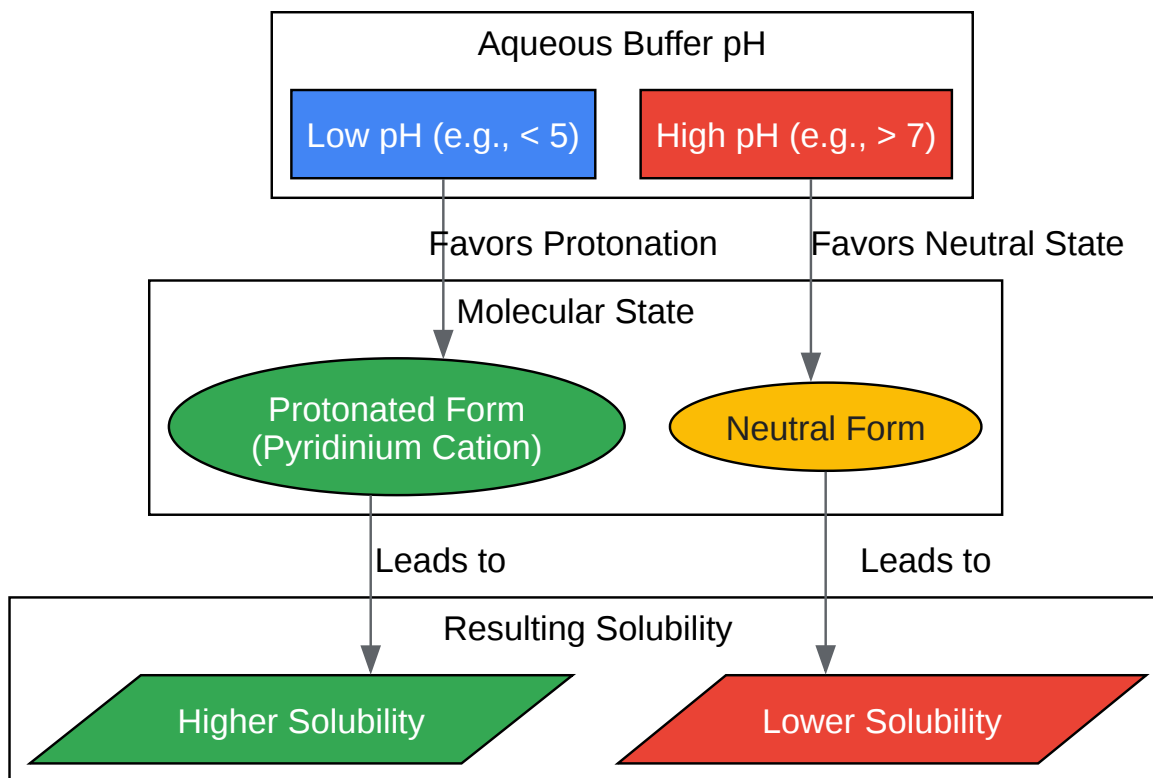 Aqueous Buffer pH
Low pH (e.g., < 5)
High pH (e.g., > 7)
Favors Protonation
Favors Neutral State
Molecular State
Protonated Form
(Pyridinium Cation)
Neutral Form
Leads to
Leads to
Resulting Solubility
Higher Solubility
Lower Solubility